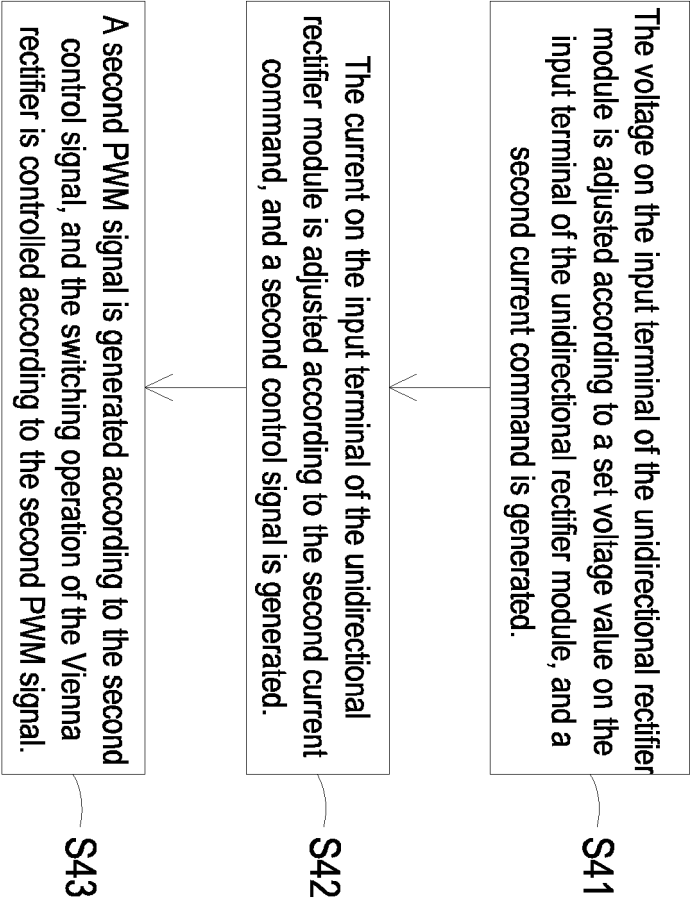 The voltage on the input terminal of the unidirectional rectifier
module is adjusted according to a set voltage value on the
input terminal of the unidirectional rectifier module, and a
second current command is generated.
S41
The current on the input terminal of the unidirectional
rectifier module is adjusted according to the second current
command, and a second control signal is generated.
S42
A second PWM signal is generated according to the second
control signal, and the switching operation of the Vienna
rectifier is controlled according to the second PWM signal.
S43